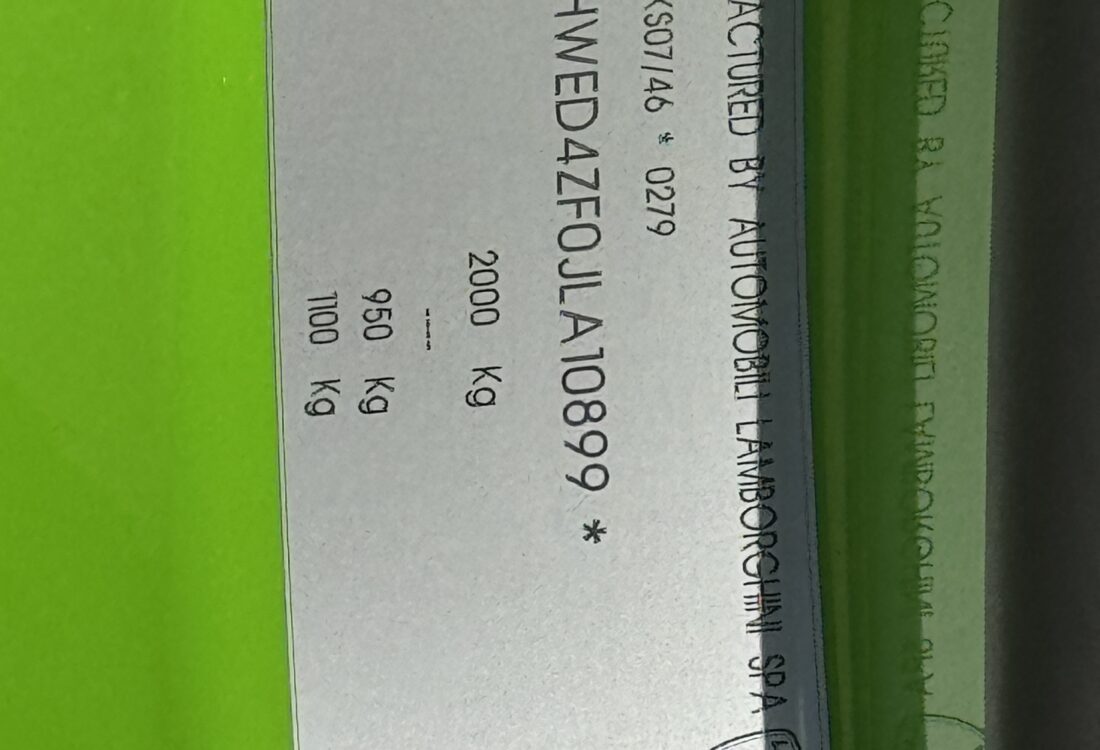 ACTURED BY AUTOMOBILI LAMBORGHINI SPA
KS07/46 * 0279
HWED4ZF0JLA10899 *
2000 Kg
----
950 Kg
1100 Kg